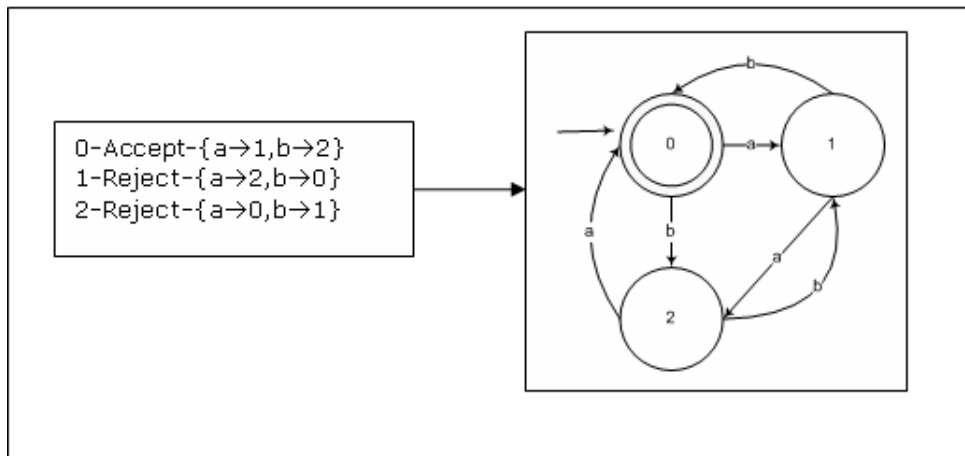 0-Accept-{a→1,b→2}
1-Reject-{a→2,b→0}
2-Reject-{a→0,b→1}
b
0
a
1
b
a
a
b
2